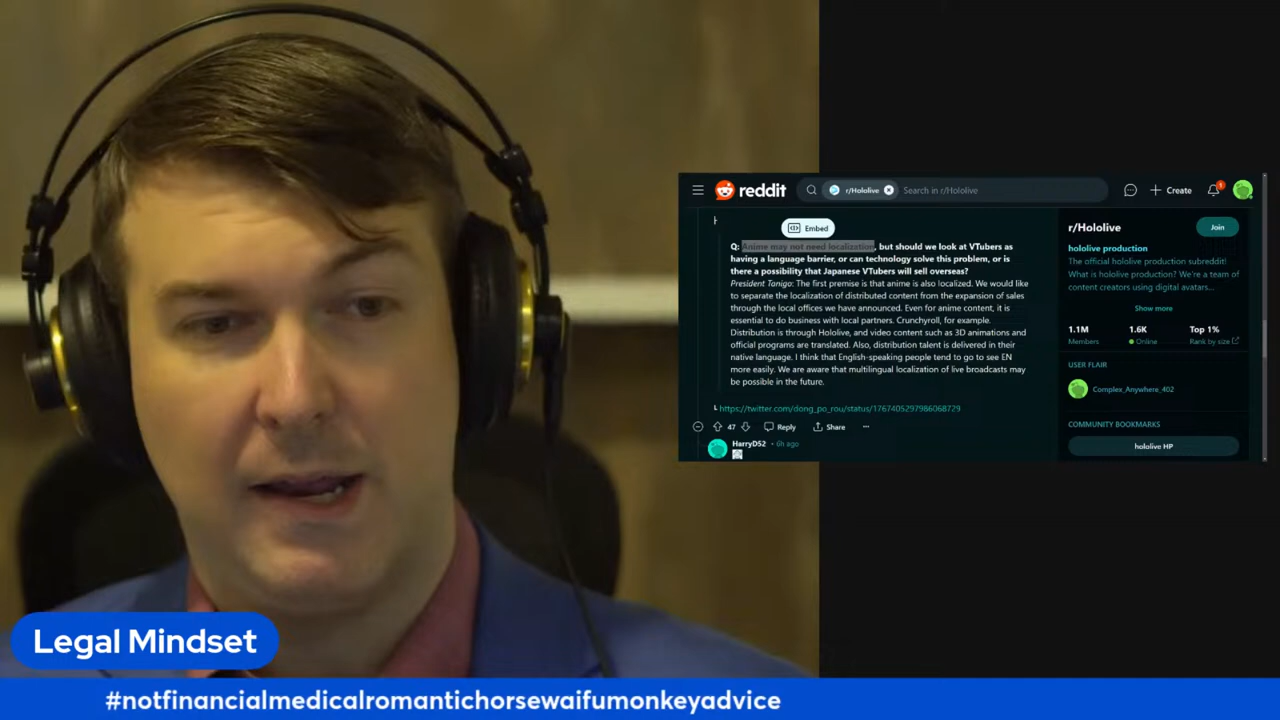 reddit
r/Hololive
Search in r/Hololive
Create
1
Embed
Q: Anime may not need localization, but should we look at VTubers as
having a language barrier, or can technology solve this problem, or is
there a possibility that Japanese VTubers will sell overseas?
President Tanigo: The first premise is that anime is also localized. We would like
to separate the localization of distributed content from the expansion of sales
through the local offices we have announced. Even for anime content, it is
essential to do business with local partners. Crunchyroll, for example.
Distribution is through Hololive, and video content such as 3D animations and
official programs are translated. Also, distribution talent is delivered in their
native language. I think that English-speaking people tend to go to see EN
more easily. We are aware that multilingual localization of live broadcasts may
be possible in the future.
https://twitter.com/dong_po_rou/status/1767405297986068729
47
Reply
Share
HarryD52 • 6h ago
r/Hololive
Join
hololive production
The official hololive production subreddit!
What is hololive production? We're a team of
content creators using digital avatars...
Show more
1.1M
1.6K
Top 1%
Members
Online
Rank by size
USER FLAIR
Complex_Anywhere_402
COMMUNITY BOOKMARKS
hololive HP
Legal Mindset
#notfinancialmedicalromantichorsewaifumonkeyadvice